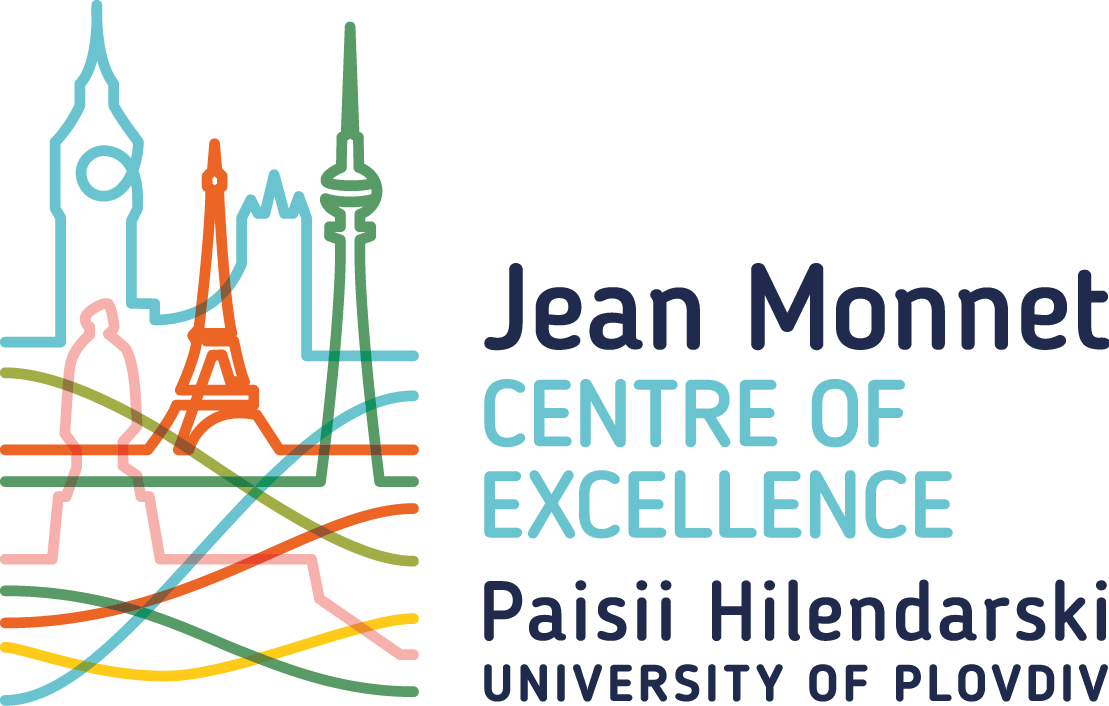 Jean Monnet
CENTRE OF
EXCELLENCE
Paisii Hilendarski
UNIVERSITY OF PLOVDIV